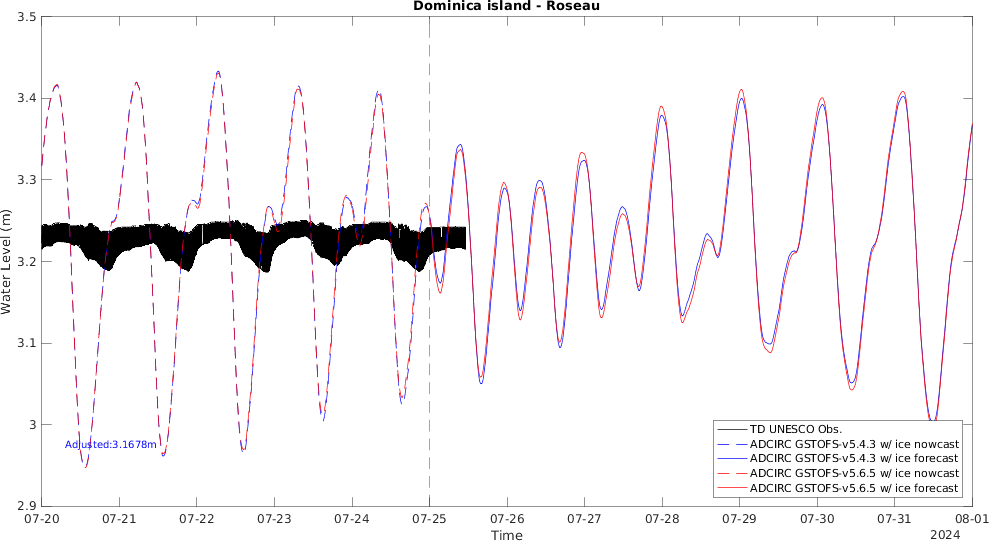 Dominica island - Roseau
3.5
3.4
3.3
3.2
3.1
3
2.9
Water Level (m)
Adjusted:3.1678m
TD UNESCO Obs.
ADCIRC GSTOFS-v5.4.3 w/ ice nowcast
ADCIRC GSTOFS-v5.4.3 w/ ice forecast
ADCIRC GSTOFS-v5.6.5 w/ ice nowcast
ADCIRC GSTOFS-v5.6.5 w/ ice forecast
07-20 07-21 07-22 07-23 07-24 07-25 07-26 07-27 07-28 07-29 07-30 07-31 08-01
Time
2024